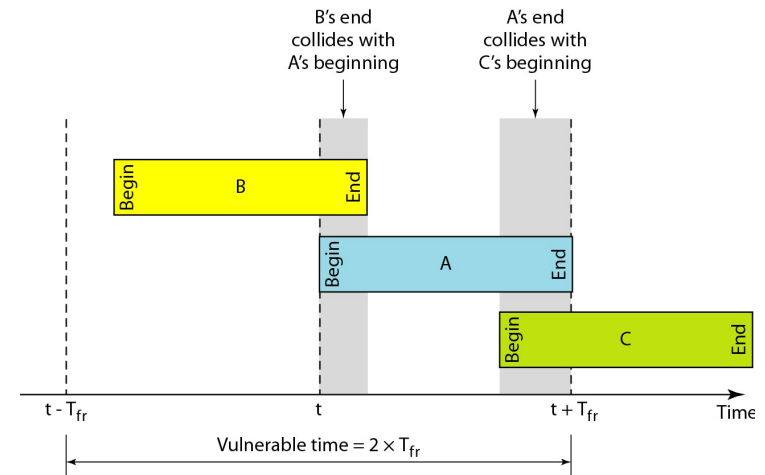 B's end
collides with
A's beginning
A's end
collides with
C's beginning
Begin
B
End
Begin
A
End
Begin
C
End
t - Tfr
t
t + Tfr
Time
Vulnerable time = 2 × Tfr